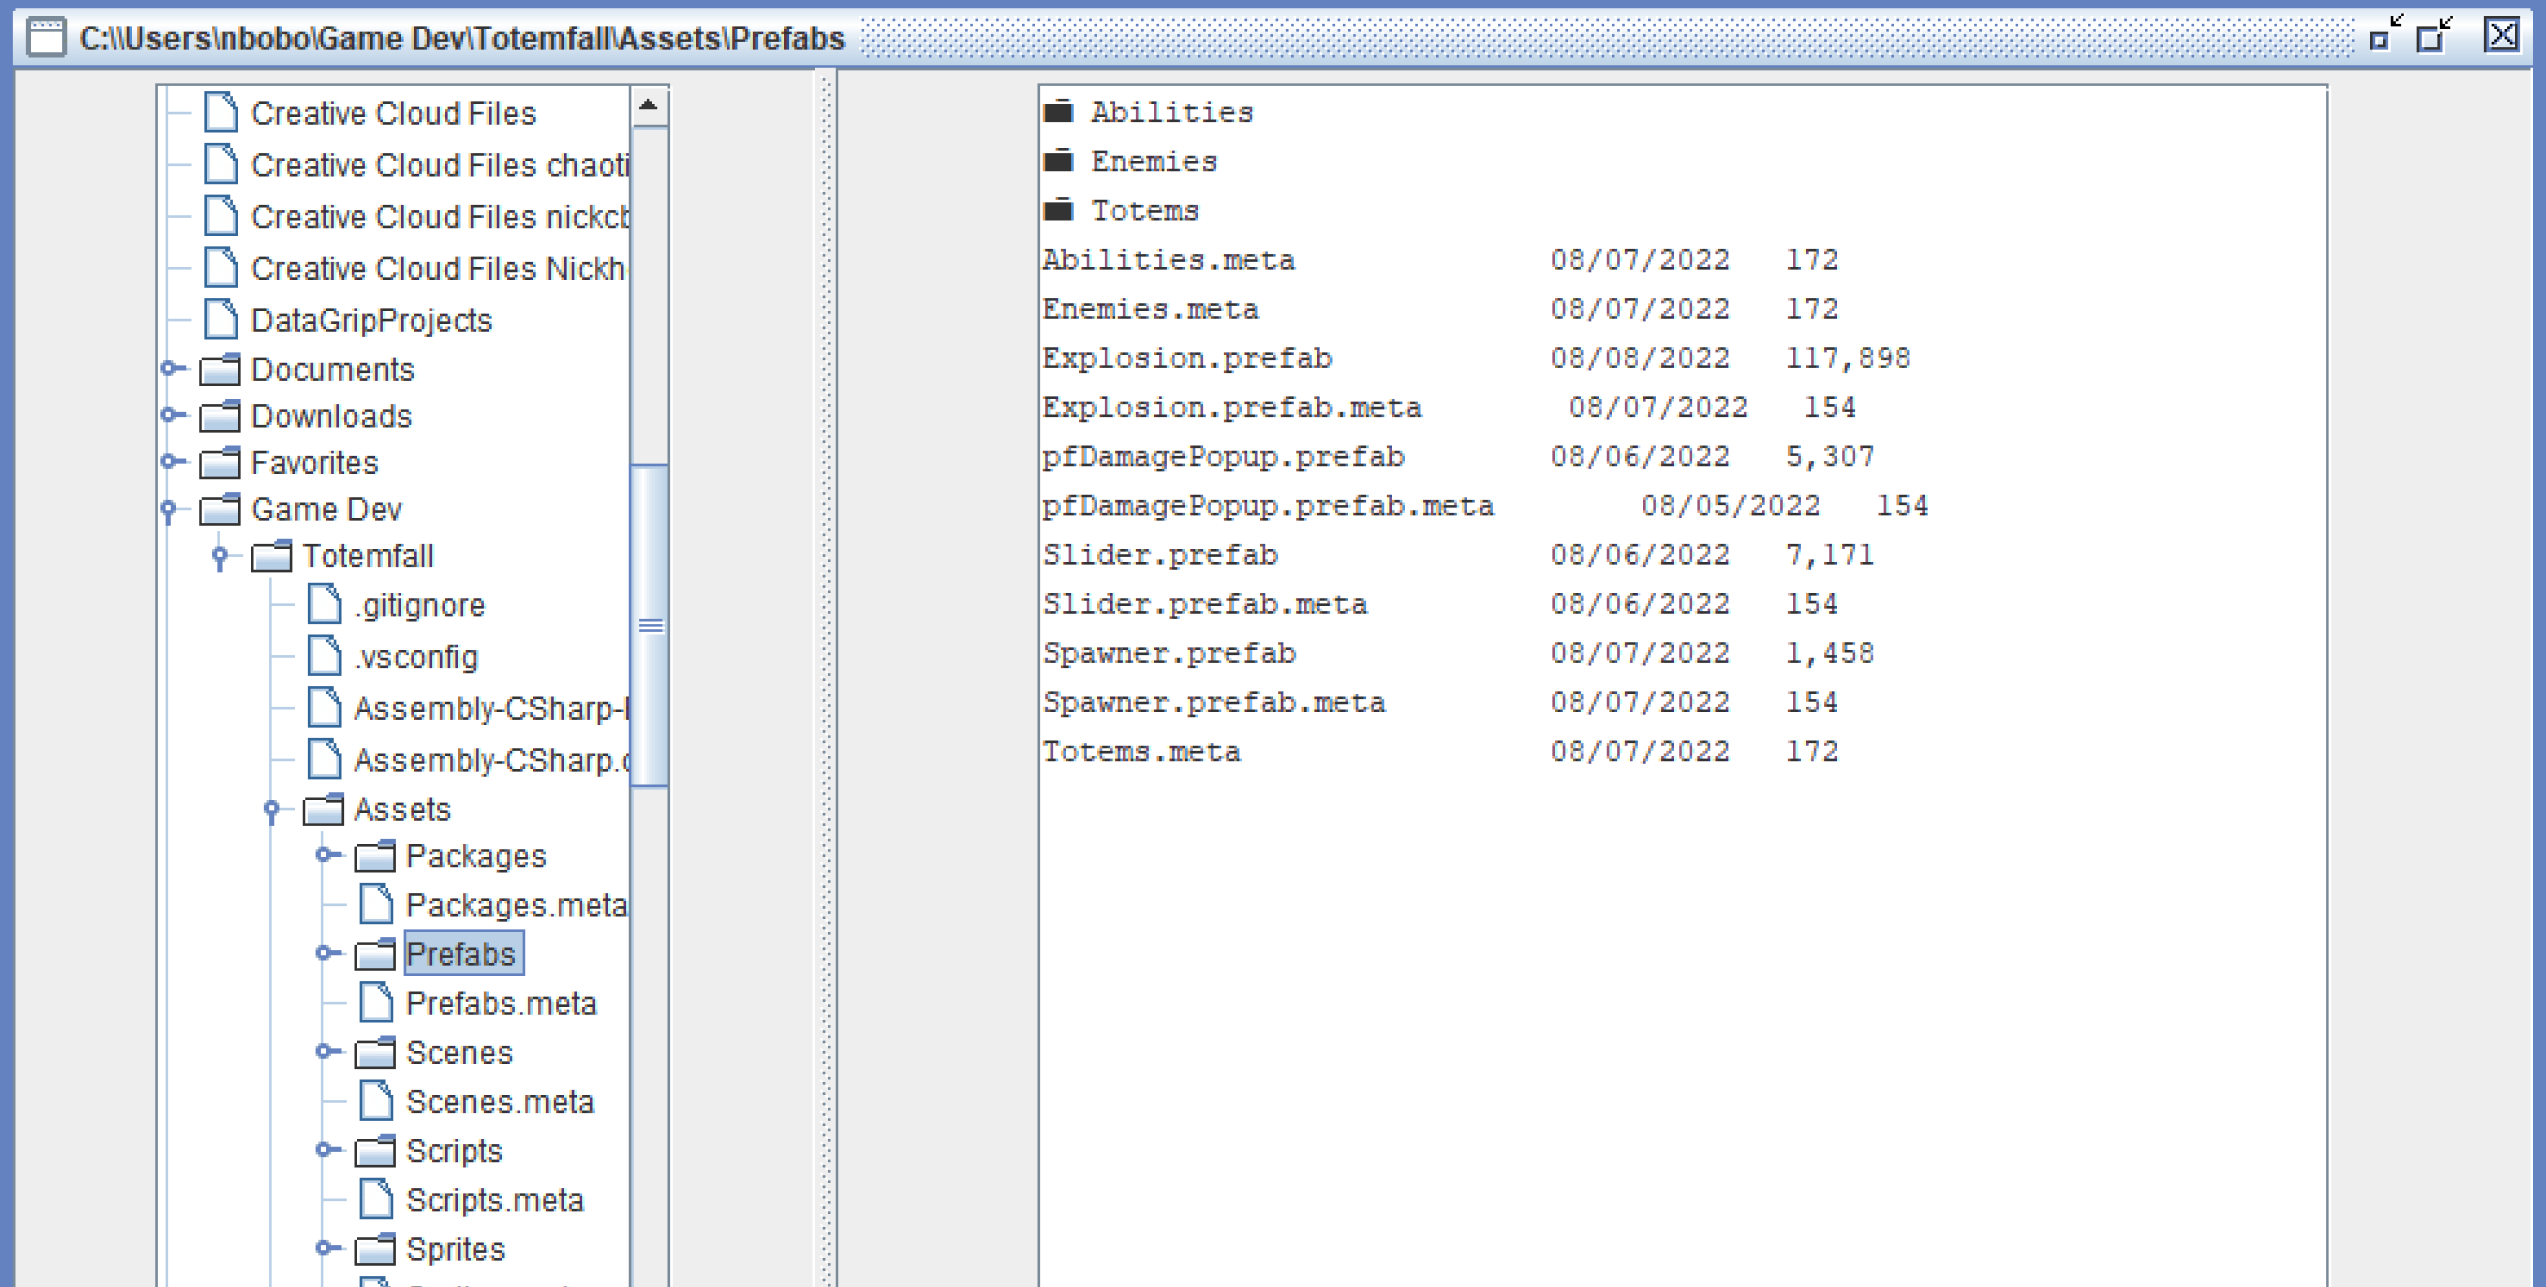 C:\\Users\nbobo\Game Dev\Totemfall\Assets\Prefabs
Creative Cloud Files
Creative Cloud Files chaoti
Creative Cloud Files nickcb
Creative Cloud Files Nickh
DataGripProjects
Documents
Downloads
Favorites
Game Dev
Totemfall
.gitignore
.vsconfig
Assembly-CSharp-
Assembly-CSharp.
Assets
Packages
Packages.meta
Prefabs
Prefabs.meta
Scenes
Scenes.meta
Scripts
Scripts.meta
Sprites
Abilities
Enemies
Totems
Abilities.meta 08/07/2022 172
Enemies.meta 08/07/2022 172
Explosion.prefab 08/08/2022 117,898
Explosion.prefab.meta 08/07/2022 154
pfDamagePopup.prefab 08/06/2022 5,307
pfDamagePopup.prefab.meta 08/05/2022 154
Slider.prefab 08/06/2022 7,171
Slider.prefab.meta 08/06/2022 154
Spawner.prefab 08/07/2022 1,458
Spawner.prefab.meta 08/07/2022 154
Totems.meta 08/07/2022 172